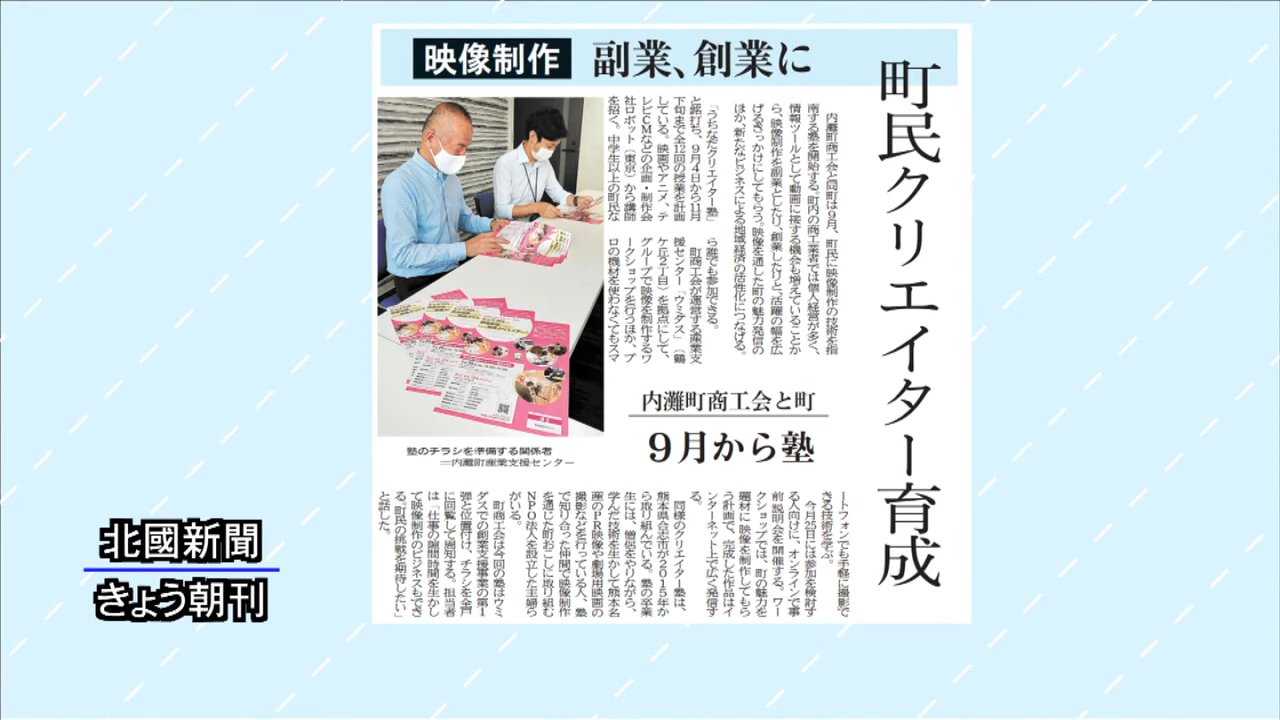 映像制作 副業、創業に
町民クリエイター育成
内灘町商工会と同町は９月、町民に映像制作の技術を指
南する塾を開始する。町内の商工業者では個人経営が多く、
情報ツールとして動画に接する機会も増えていることか
ら、映像制作を副業としたり、創業したりと、活躍の幅を広
げるきっかけにしてもらう。映像を通した町の魅力発信の
ほか、新たなビジネスによる地域経済の活性化につなげる。
「うちなだクリエイター塾」
と銘打ち、９月４日から11月
下旬まで全12回の授業を計画
している。映画やアニメ、テ
レビＣＭなどの企画・制作会
社ロボット（東京）から講師
を招く。中学生以上の町民な
ら誰でも参加できる。
町商工会が運営する産業支
援センター「ウミダス」（鶴
ケ丘２丁目）を拠点にして、
グループで映像を制作するワ
ークショップを行うほか、プ
ロの機材を使わなくてもスマ
内灘町商工会と町
９月から塾
塾のチラシを準備する関係者
＝内灘町産業支援センター
ートフォンでも手軽に撮影で
きる技術を学ぶ。
今月25日には参加を検討す
る人向けに、オンラインで事
前説明会を開催する。ワー
クショップでは、町の魅力を
題材に映像を制作してもら
う計画で、完成した作品はイ
ンターネット上で広く発信す
る。
同様のクリエイター塾は、
熊本県合志市が２０１５年か
ら取り組んでいる。塾の卒業
生には、僧侶をやりながら、
学んだ技術を生かして熊本名
産のＰＲ映像や劇場用映画の
撮影などを行っている人、塾
で知り合った仲間で映像制作
を通じた町おこしに取り組む
ＮＰＯ法人を設立した主婦ら
がいる。
町商工会は今回の塾はウミ
ダスでの創業支援事業の第１
弾と位置付け、チラシを全戸
に回覧して周知する。担当者
は「仕事の隙間時間を生かし
て映像制作のビジネスもでき
る。町民の挑戦を期待したい」
と話した。
北國新聞
きょう朝刊